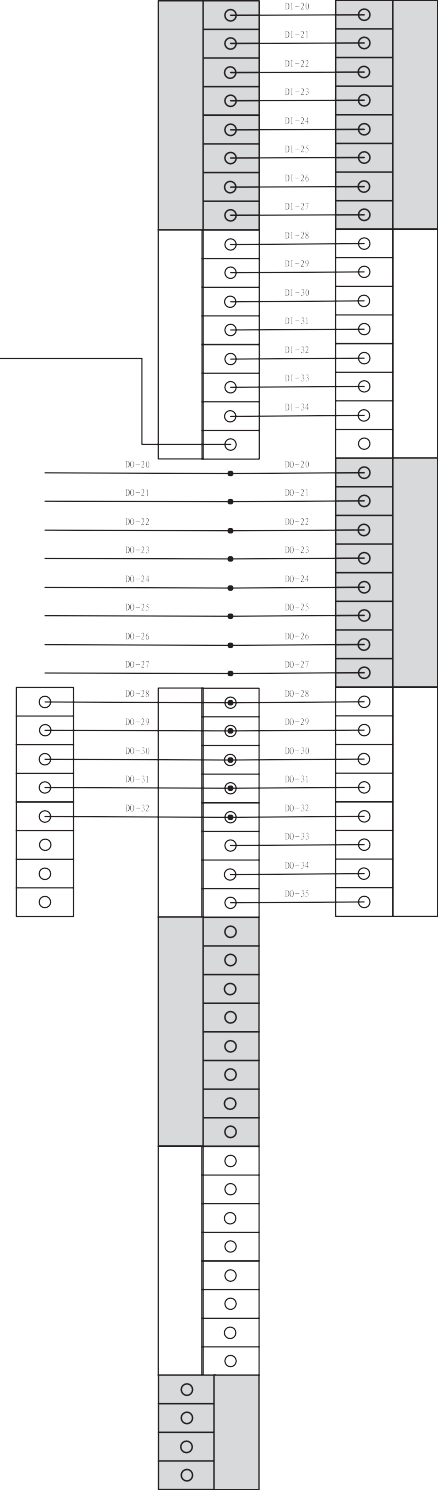 DI-20
DI-21
DI-22
DI-23
DI-24
DI-25
DI-26
DI-27
DI-28
DI-29
DI-30
DI-31
DI-32
DI-33
DI-34
DO-20 DO-20
DO-21 DO-21
DO-22 DO-22
DO-23 DO-23
DO-24 DO-24
DO-25 DO-25
DO-26 DO-26
DO-27 DO-27
DO-28 DO-28
DO-29 DO-29
DO-30 DO-30
DO-31 DO-31
DO-32 DO-32
DO-33
DO-34
DO-35